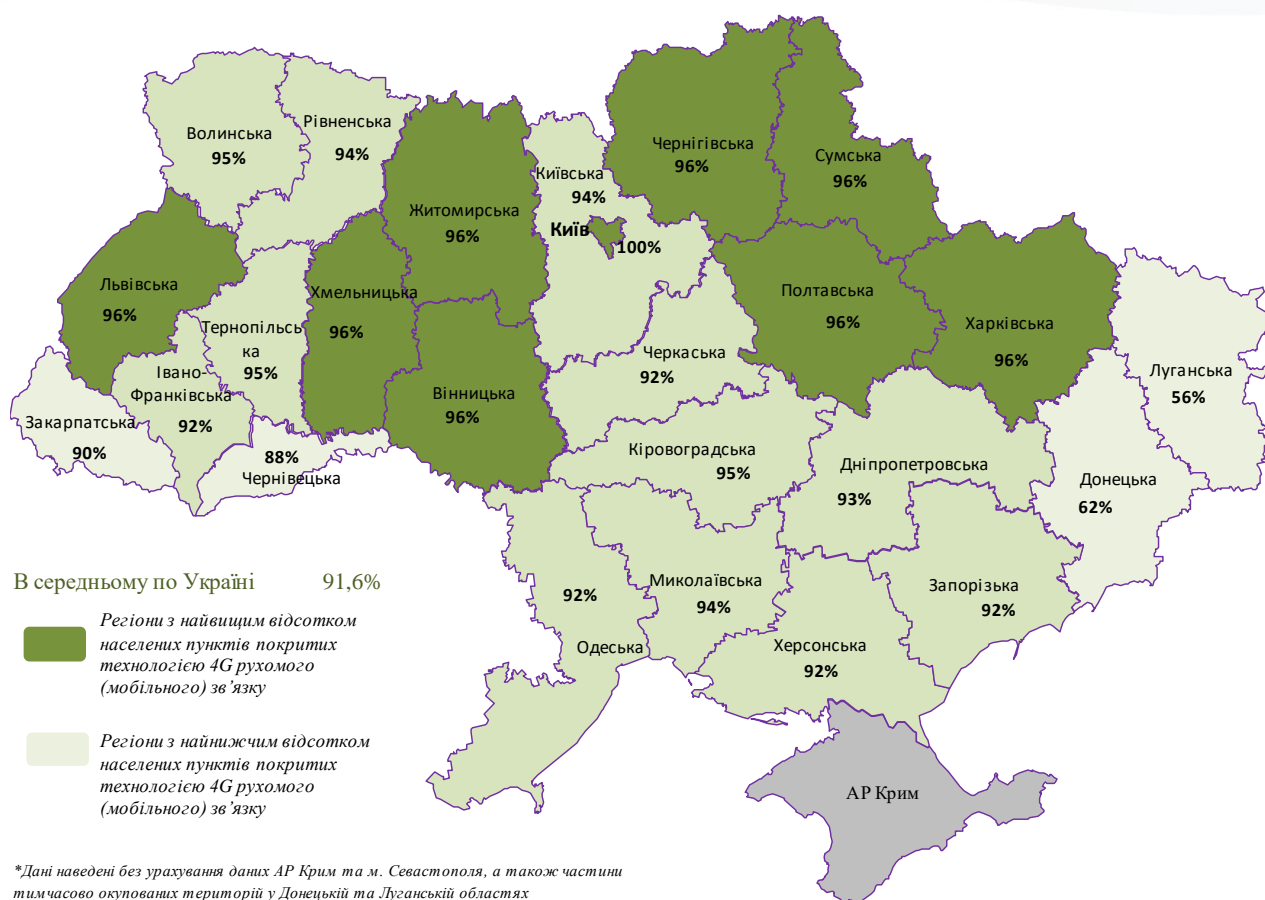 Волинська
95%
Рівненська
94%
Житомирська
96%
Київська
94%
Київ
100%
Чернігівська
96%
Сумська
96%
Львівська
96%
Тернопільсь
ка
95%
Хмельницька
96%
Вінницька
96%
Черкаська
92%
Полтавська
96%
Харківська
96%
Луганська
56%
Закарпатська
90%
Івано-
Франківська
92%
88%
Чернівецька
Кіровоградська
95%
Дніпропетровська
93%
Донецька
62%
92%
Одеська
Миколаївська
94%
Херсонська
92%
Запорізька
92%
АР Крим
В середньому по Україні 91,6%
Регіони з найвищим відсотком
населених пунктів покритих
технологією 4G рухомого
(мобільного) зв’язку
Регіони з найнижчим відсотком
населених пунктів покритих
технологією 4G рухомого
(мобільного) зв’язку
*Дані наведені без урахування даних АР Крим та м. Севастополя, а також частини
тимчасово окупованих територій у Донецькій та Луганській областях